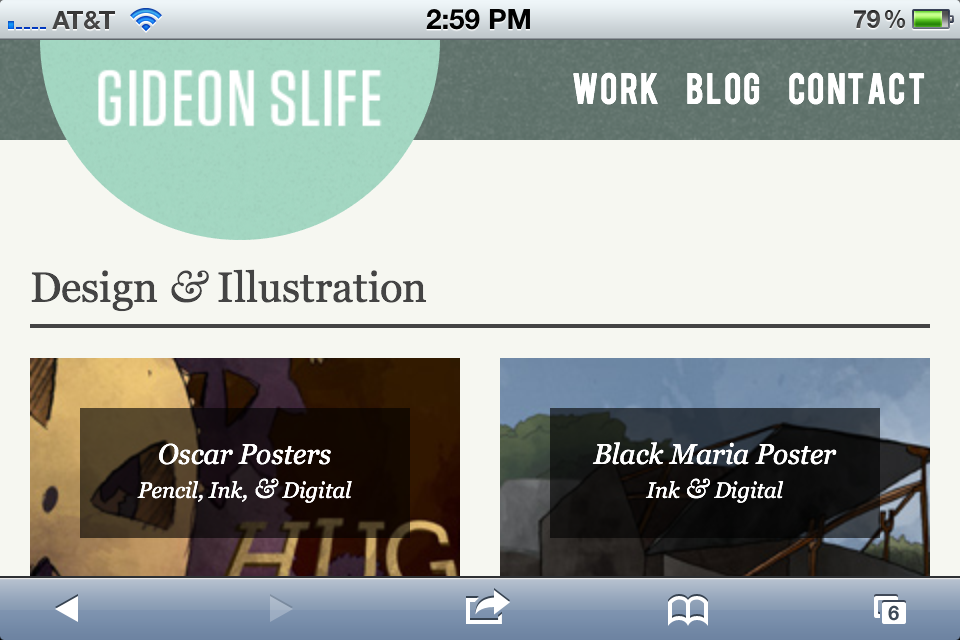 AT&T 2:59 PM 79%
GIDEON SLIFE
WORK BLOG CONTACT
Design & Illustration
Oscar Posters
Pencil, Ink, & Digital
HUG
Black Maria Poster
Ink & Digital
6